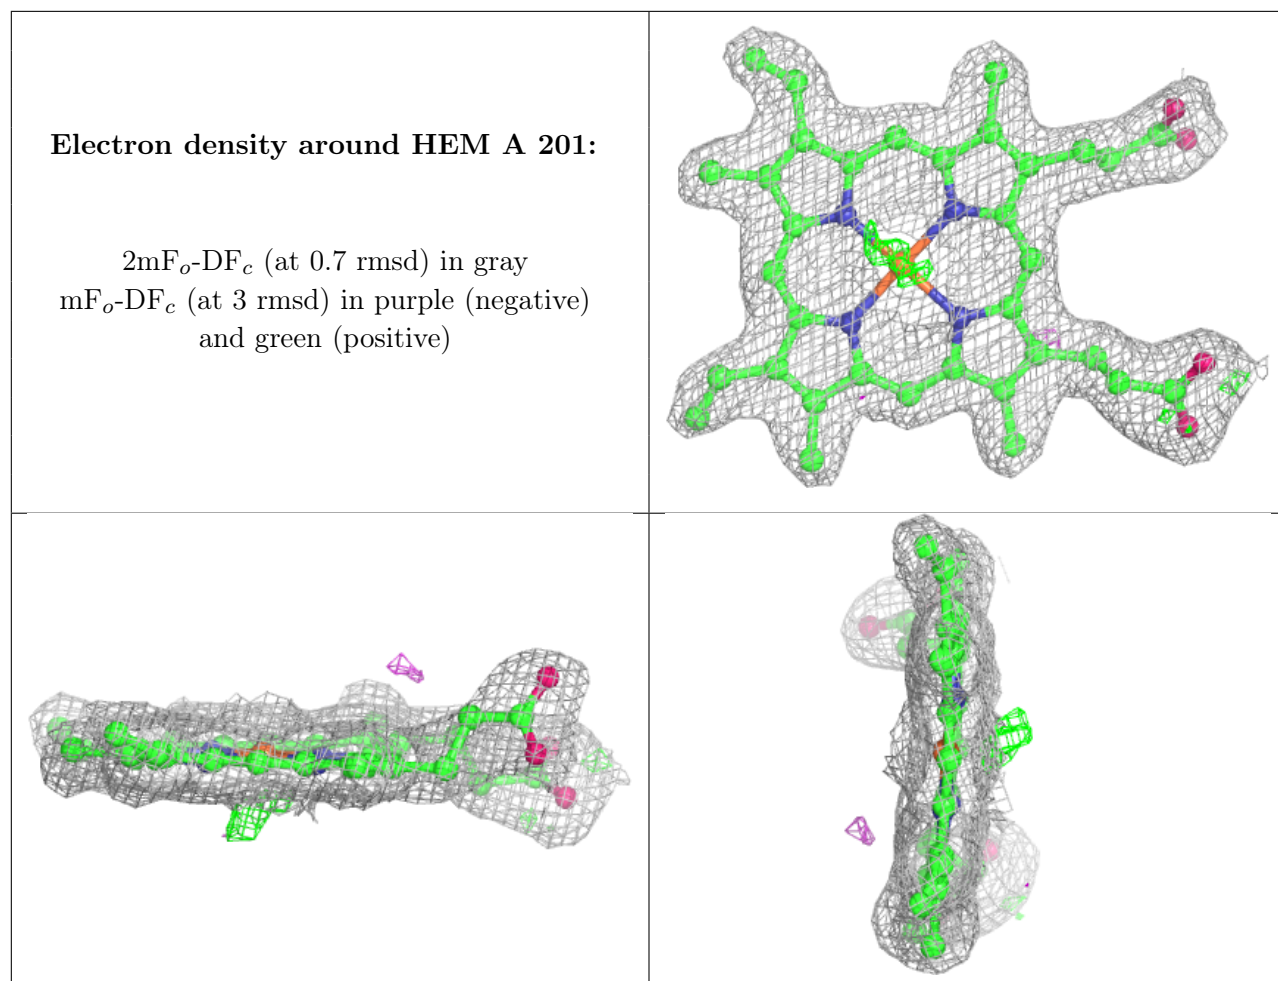 Electron density around HEM A 201:
2mFo-DFc (at 0.7 rmsd) in gray
mFo-DFc (at 3 rmsd) in purple (negative)
and green (positive)